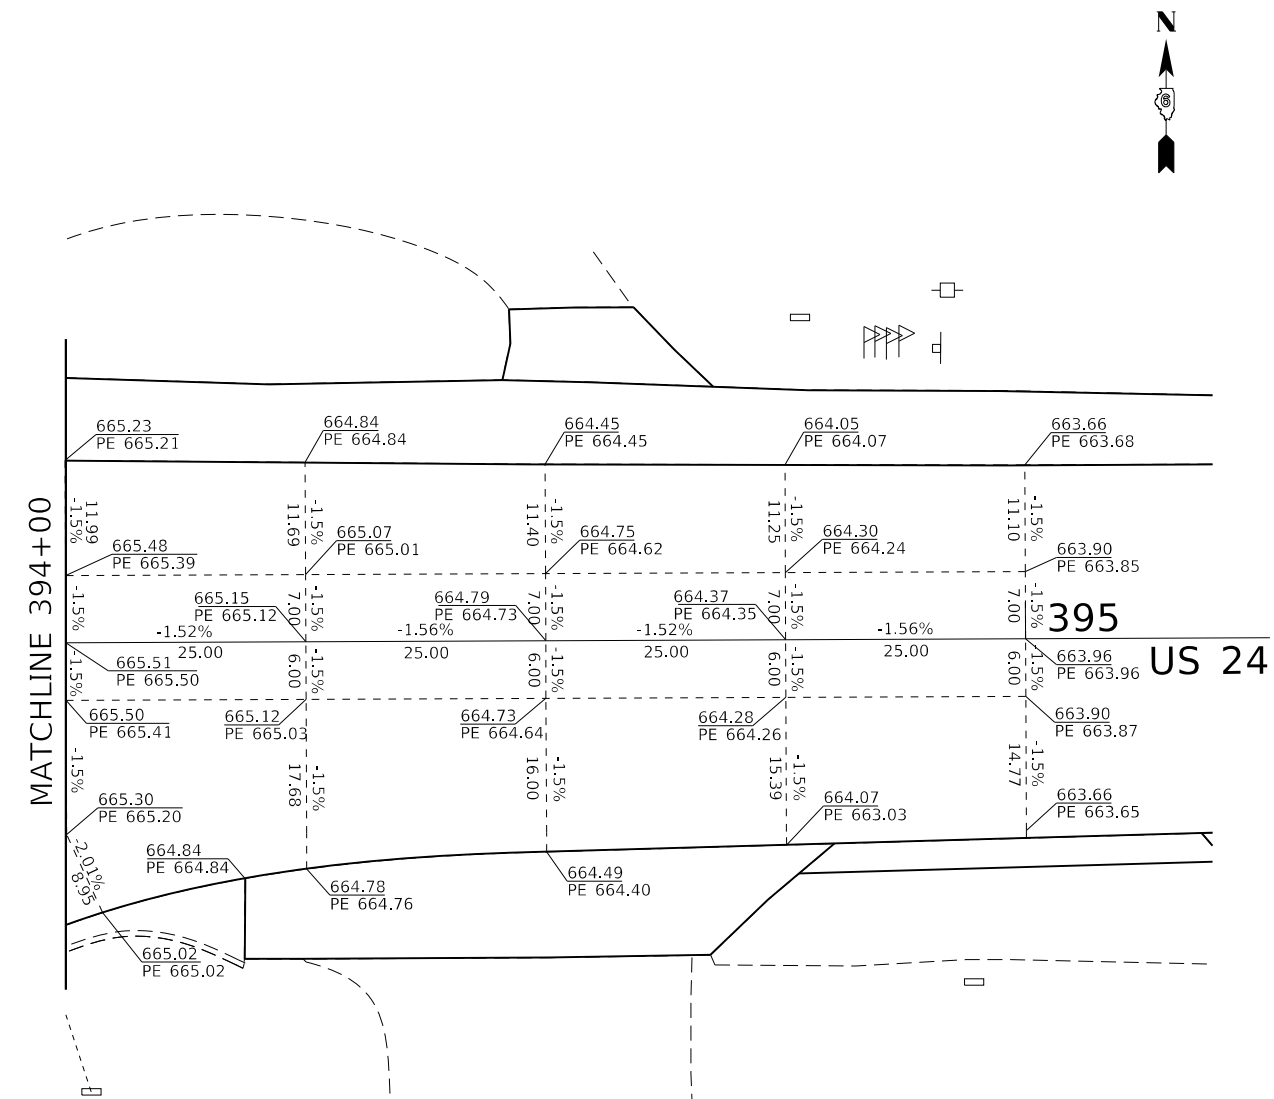 N
6
665.23
PE 665.21
664.84
PE 664.84
664.45
PE 664.45
664.05
PE 664.07
663.66
PE 663.68
MATCHLINE 394+00
11.99
-1.5%
11.69
-1.5%
11.40
-1.5%
11.25
-1.5%
11.10
-1.5%
665.48
PE 665.39
665.07
PE 665.01
664.75
PE 664.62
664.30
PE 664.24
663.90
PE 663.85
-1.5%
665.15
PE 665.12
7.00
-1.5%
664.79
PE 664.73
7.00
-1.5%
664.37
PE 664.35
7.00
-1.5%
7.00
-1.5%
395
-1.52%
25.00
-1.56%
25.00
-1.52%
25.00
-1.56%
25.00
-1.5%
665.51
PE 665.50
6.00
-1.5%
6.00
-1.5%
6.00
-1.5%
6.00
-1.5%
663.96
PE 663.96
US 24
665.50
PE 665.41
665.12
PE 665.03
664.73
PE 664.64
664.28
PE 664.26
663.90
PE 663.87
-1.5%
17.68
-1.5%
16.00
-1.5%
15.39
-1.5%
14.77
-1.5%
665.30
PE 665.20
664.07
PE 663.03
663.66
PE 663.65
-2.01%
8.95
664.84
PE 664.84
664.78
PE 664.76
664.49
PE 664.40
665.02
PE 665.02